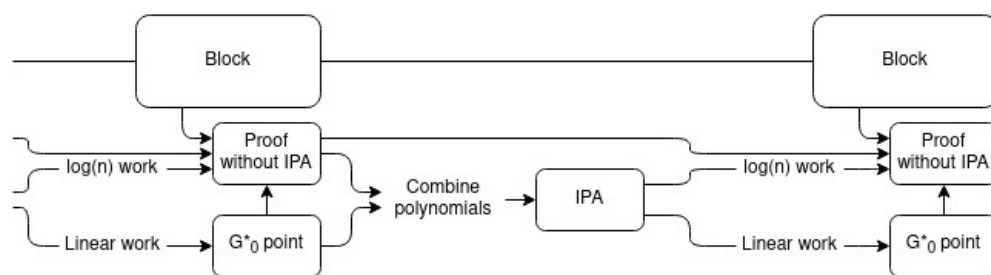 Block
Block
Proof
without IPA
Proof
without IPA
log(n) work
log(n) work
Combine
polynomials
IPA
Linear work
G*₀ point
Linear work
G*₀ point